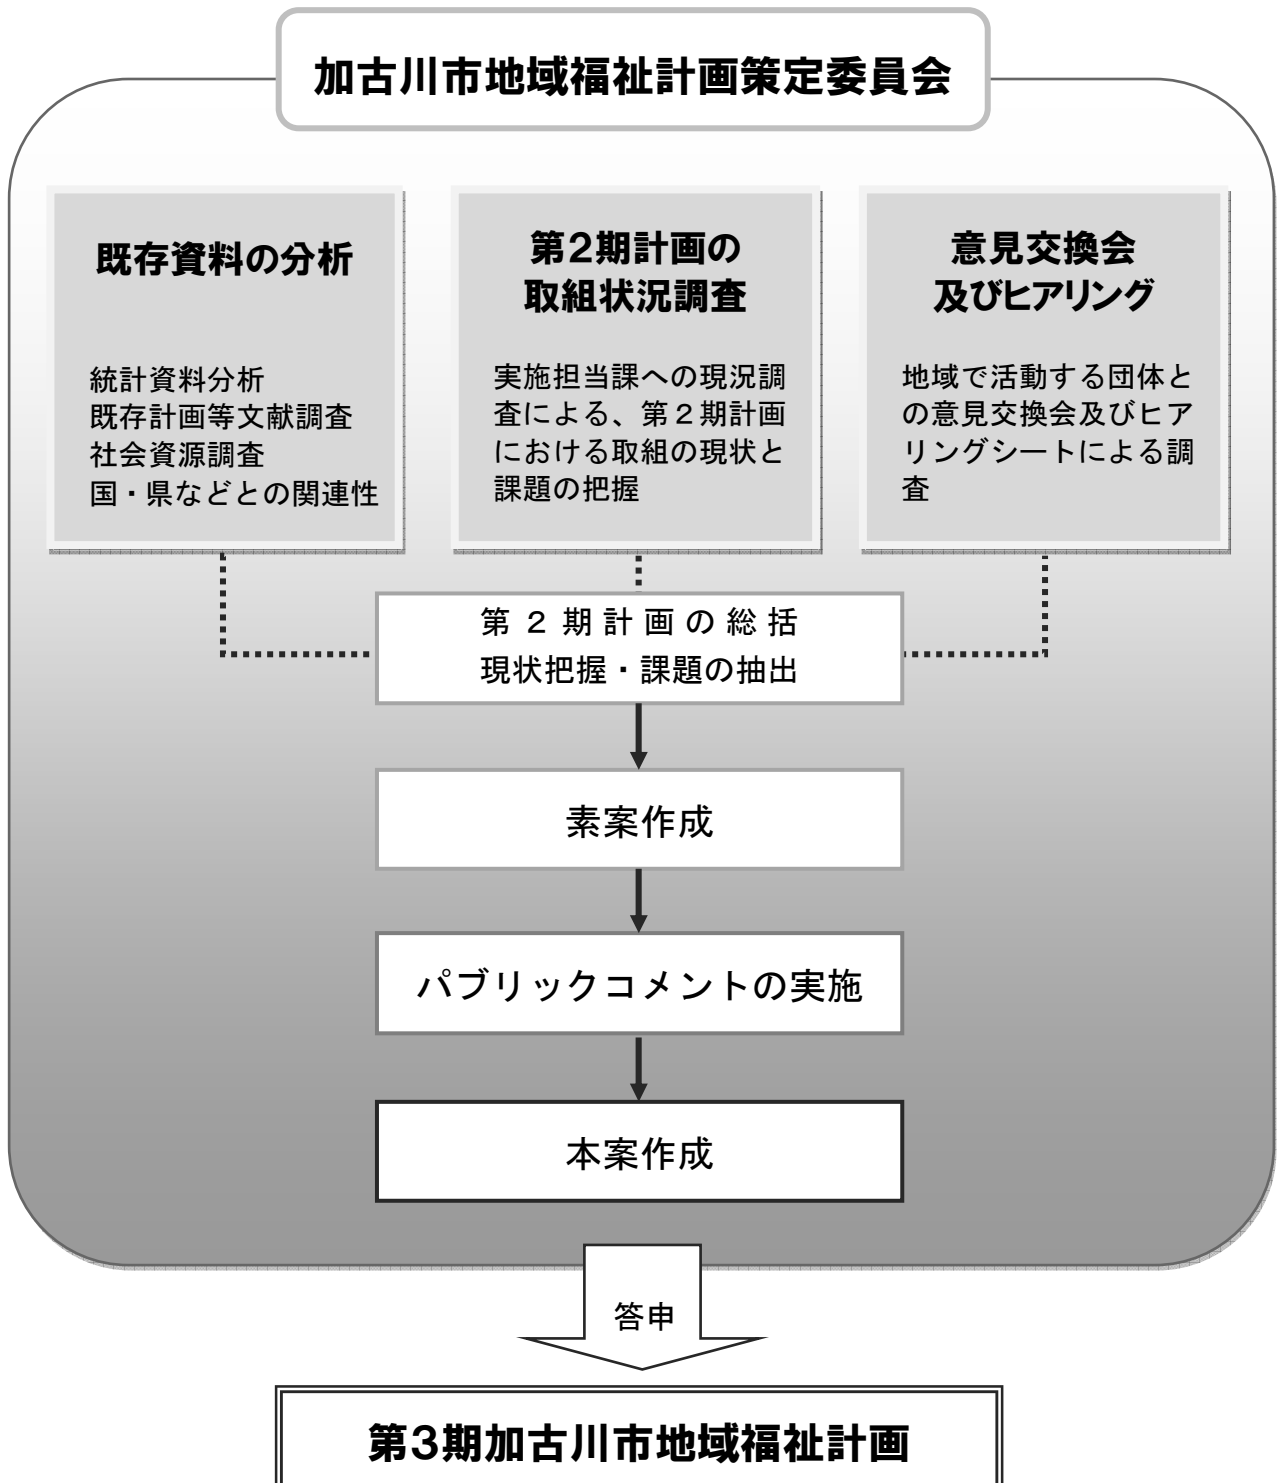 加古川市地域福祉計画策定委員会
既存資料の分析
統計資料分析
既存計画等文献調査
社会資源調査
国・県などとの関連性
第2期計画の
取組状況調査
実施担当課への現況調
査による、第２期計画
における取組の現状と
課題の把握
意見交換会
及びヒアリング
地域で活動する団体と
の意見交換会及びヒア
リングシートによる調
査
第２期計画の総括
現状把握・課題の抽出
素案作成
パブリックコメントの実施
本案作成
答申
第3期加古川市地域福祉計画